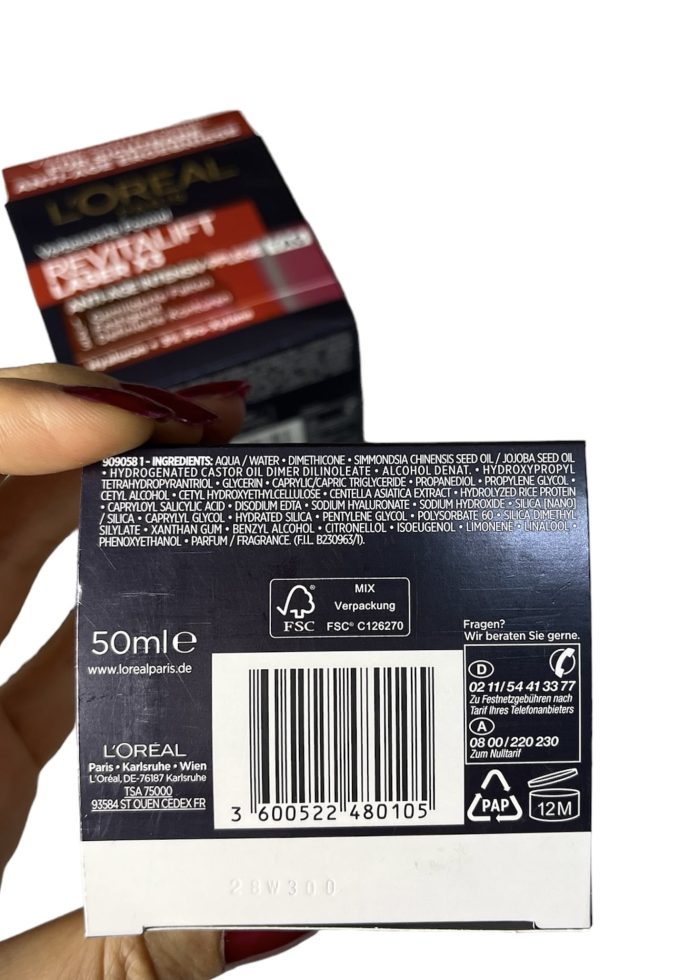 L'ORÉAL
REVITALIFT
LASER X3
9090581 - INGREDIENTS: AQUA / WATER • DIMETHICONE • SIMMONDSIA CHINENSIS SEED OIL / JOJOBA SEED OIL
• HYDROGENATED CASTOR OIL DIMER DILINOLEATE • ALCOHOL DENAT. • HYDROXYPROPYL
TETRAHYDROPYRANTRIOL • GLYCERIN • CAPRYLIC/CAPRIC TRIGLYCERIDE • PROPANEDIOL • PROPYLENE GLYCOL •
CETYL ALCOHOL • CETYL HYDROXYETHYLCELLULOSE • CENTELLA ASIATICA EXTRACT • HYDROLYZED RICE PROTEIN
• CAPRYLOYL SALICYLIC ACID • DISODIUM EDTA • SODIUM HYALURONATE • SODIUM HYDROXIDE • SILICA [NANO]
/ SILICA • CAPRYLYL GLYCOL • HYDRATED SILICA • PENTYLENE GLYCOL • POLYSORBATE 60 • SILICA DIMETHYL
SILYLATE • XANTHAN GUM • BENZYL ALCOHOL • CITRONELLOL • ISOEUGENOL • LIMONENE • LINALOOL •
PHENOXYETHANOL • PARFUM / FRAGRANCE. (F.I.L. B230963/1).
FSC
MIX
Verpackung
FSC® C126270
50ml e
www.lorealparis.de
Fragen?
Wir beraten Sie gerne.
D
02 11/54 41 33 77
Zu Festnetzgebühren nach
Tarif Ihres Telefonanbieters
A
08 00/220 230
Zum Nulltarif
L'ORÉAL
Paris • Karlsruhe • Wien
L'Oréal, DE-76187 Karlsruhe
TSA 75000
93584 ST OUEN CEDEX FR
3 600522 480105
PAP
12M
28W300